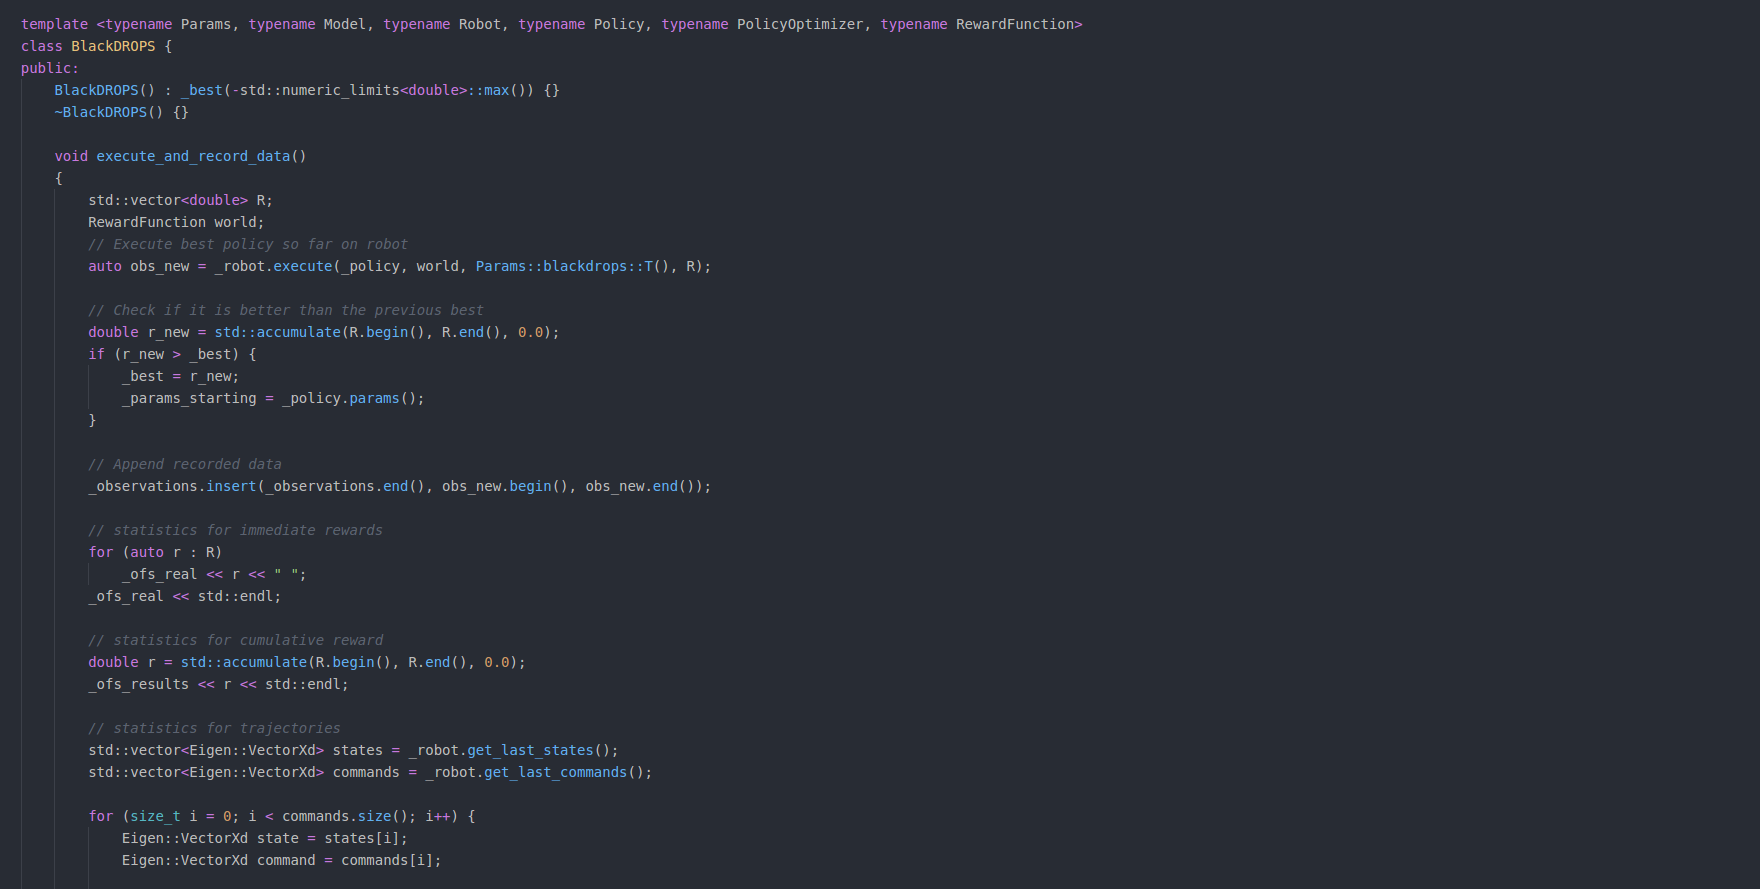 template <typename Params, typename Model, typename Robot, typename Policy, typename PolicyOptimizer, typename RewardFunction>
class BlackDROPS {
public:
    BlackDROPS() : _best(-std::numeric_limits<double>::max()) {}
    ~BlackDROPS() {}

    void execute_and_record_data()
    {
        std::vector<double> R;
        RewardFunction world;
        // Execute best policy so far on robot
        auto obs_new = _robot.execute(_policy, world, Params::blackdrops::T(), R);

        // Check if it is better than the previous best
        double r_new = std::accumulate(R.begin(), R.end(), 0.0);
        if (r_new > _best) {
            _best = r_new;
            _params_starting = _policy.params();
        }

        // Append recorded data
        _observations.insert(_observations.end(), obs_new.begin(), obs_new.end());

        // statistics for immediate rewards
        for (auto r : R)
            _ofs_real << r << " ";
        _ofs_real << std::endl;

        // statistics for cumulative reward
        double r = std::accumulate(R.begin(), R.end(), 0.0);
        _ofs_results << r << std::endl;

        // statistics for trajectories
        std::vector<Eigen::VectorXd> states = _robot.get_last_states();
        std::vector<Eigen::VectorXd> commands = _robot.get_last_commands();

        for (size_t i = 0; i < commands.size(); i++) {
            Eigen::VectorXd state = states[i];
            Eigen::VectorXd command = commands[i];